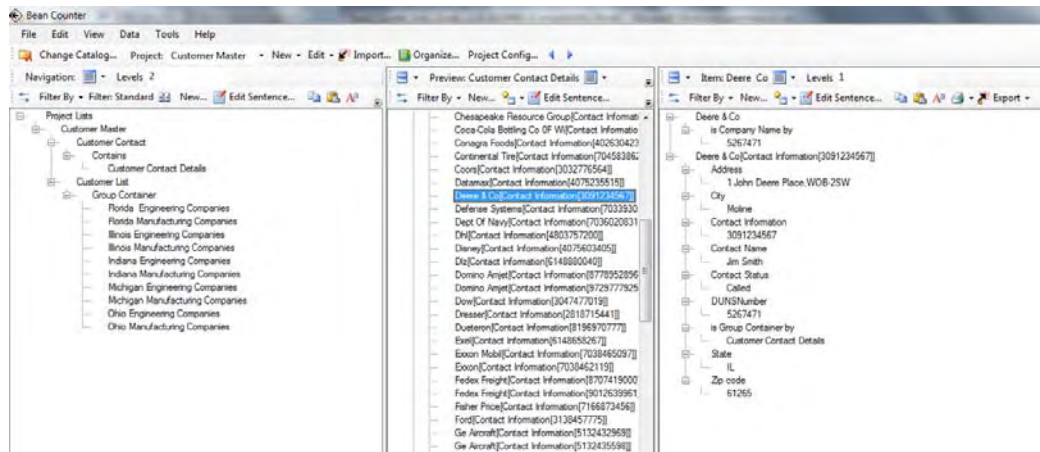 Bean Counter
File Edit View Data Tools Help
Change Catalog... Project: Customer Master New Edit Import... Organize... Project Config...
Navigation: Levels 2
Filter By Filter: Standard New... Edit Sentence...
Project Lists
Customer Master
Customer Contact
Contains
Customer Contact Details
Customer List
Group Container
Florida Engineering Companies
Florida Manufacturing Companies
Illinois Engineering Companies
Illinois Manufacturing Companies
Indiana Engineering Companies
Indiana Manufacturing Companies
Michigan Engineering Companies
Michigan Manufacturing Companies
Ohio Engineering Companies
Ohio Manufacturing Companies
Preview: Customer Contact Details
Filter By New... Edit Sentence...
Chesapeake Resource Group[Contact Informati
Coca-Cola Bottling Co OF WI[Contact Informatio
Conagra Foods[Contact Information[402630423
Continental Tire[Contact Information[704583862
Coors[Contact Information[3032776564]]
Datamax[Contact Information[4075235515]]
Deere & Co[Contact Information[3091234567]]
Defense Systems[Contact Information[7033930
Dept Of Navy[Contact Information[7036020831
Dhl[Contact Information[4803757200]]
Disney[Contact Information[4075603405]]
Dlz[Contact Information[6148880040]]
Domino Amjet[Contact Information[8778952896
Domino Amjet[Contact Information[9729777925
Dow[Contact Information[3047477019]]
Dresser[Contact Information[2818715441]]
Dueteron[Contact Information[8196970777]]
Exel[Contact Information[6148658267]]
Exxon Mobil[Contact Information[7038465097]]
Exxon[Contact Information[7038462119]]
Fedex Freight[Contact Information[8707419000
Fedex Freight[Contact Information[9012639961
Fisher Price[Contact Information[7166873456]]
Ford[Contact Information[3138457775]]
Ge Aircraft[Contact Information[5132432969]]
Ge Aircraft[Contact Information[5132435598]]
Item: Deere Co Levels 1
Filter By New... Edit Sentence... Export
Deere & Co
is Company Name by
5267471
Deere & Co[Contact Information[3091234567]]
Address
1 John Deere Place,WOB-2SW
City
Moline
Contact Information
3091234567
Contact Name
Jim Smith
Contact Status
Called
DUNSNumber
5267471
is Group Container by
Customer Contact Details
State
IL
Zip code
61265